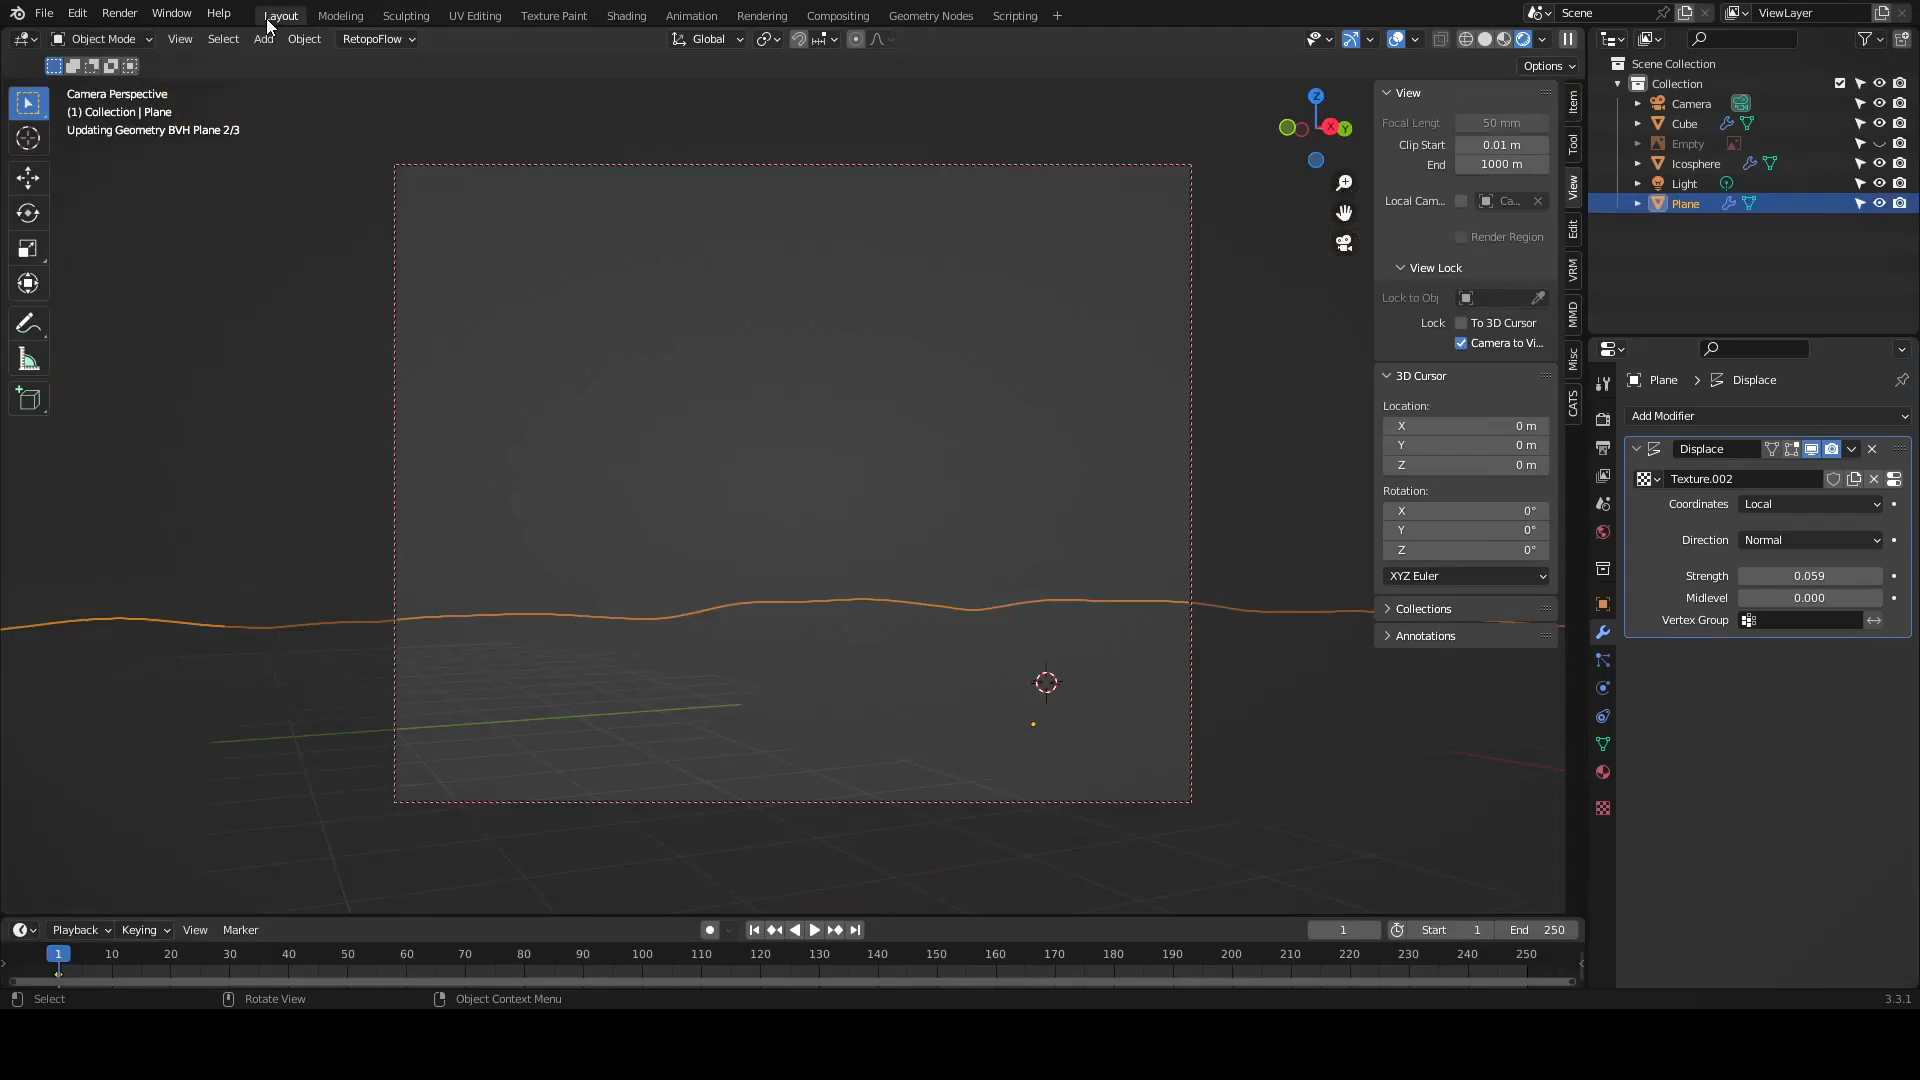 File Edit Render Window Help Layout Modeling Sculpting UV Editing Texture Paint Shading Animation Rendering Compositing Geometry Nodes Scripting + Scene ViewLayer
Object Mode View Select Add Object RetopoFlow Global
Options
Camera Perspective
(1) Collection | Plane
Updating Geometry BVH Plane 2/3
Z
X
Y
View
Focal Lengt 50 mm
Clip Start 0.01 m
End 1000 m
Local Cam... Ca...
Render Region
View Lock
Lock to Obj
Lock To 3D Cursor
Camera to Vi...
3D Cursor
Location:
X 0 m
Y 0 m
Z 0 m
Rotation:
X 0°
Y 0°
Z 0°
XYZ Euler
Collections
Annotations
Item
Tool
View
Edit
VRM
MMD
Misc
CATS
Scene Collection
Collection
Camera
Cube
Empty
Icosphere
Light
Plane
Plane > Displace
Add Modifier
Displace
Texture.002
Coordinates Local
Direction Normal
Strength 0.059
Midlevel 0.000
Vertex Group
Playback Keying View Marker 1 Start 1 End 250
1 10 20 30 40 50 60 70 80 90 100 110 120 130 140 150 160 170 180 190 200 210 220 230 240 250
Select Rotate View Object Context Menu 3.3.1